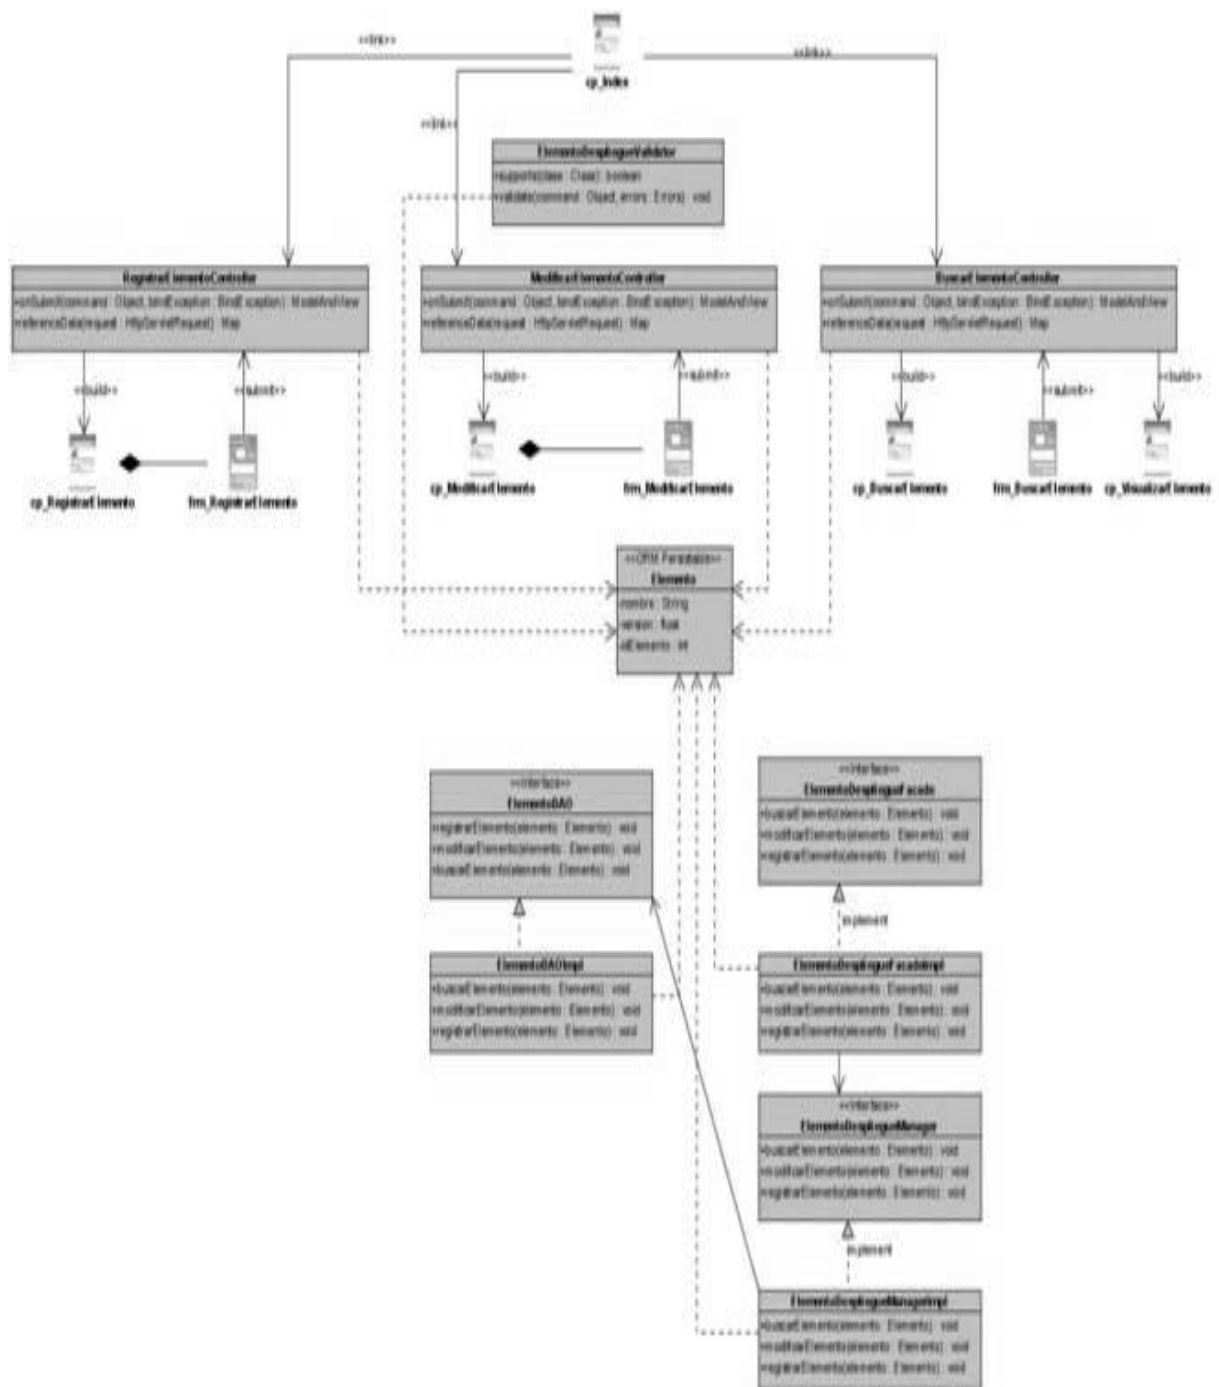 <<link>>
cp_Index
<<link>>
<<link>>
ElementoDespliegueValidator
+supports(clase : Class) : boolean
+validate(command : Object, errors : Errors) : void
RegistrarElementoController
+onSubmit(command : Object, bindException : BindException) : ModelAndView
+referenceData(request : HttpServletRequest) : Map
ModificarElementoController
+onSubmit(command : Object, bindException : BindException) : ModelAndView
+referenceData(request : HttpServletRequest) : Map
BuscarElementoController
+onSubmit(command : Object, bindException : BindException) : ModelAndView
+referenceData(request : HttpServletRequest) : Map
<<build>>
<<submit>>
<<build>>
<<submit>>
<<build>>
<<submit>>
<<build>>
cp_RegistrarElemento
frm_RegistrarElemento
cp_ModificarElemento
frm_ModificarElemento
cp_BuscarElemento
frm_BuscarElemento
cp_VisualizarElemento
<<ORM Persistable>>
Elemento
-nombre : String
-version : float
-idElemento : int
<<Interface>>
ElementoDAO
+registrarElemento(elemento : Elemento) : void
+modificarElemento(elemento : Elemento) : void
+buscarElemento(elemento : Elemento) : void
<<Interface>>
ElementoDespliegueFacade
+buscarElemento(elemento : Elemento) : void
+modificarElemento(elemento : Elemento) : void
+registrarElemento(elemento : Elemento) : void
implement
ElementoDAOImpl
+buscarElemento(elemento : Elemento) : void
+modificarElemento(elemento : Elemento) : void
+registrarElemento(elemento : Elemento) : void
ElementoDespliegueFacadeImpl
+buscarElemento(elemento : Elemento) : void
+modificarElemento(elemento : Elemento) : void
+registrarElemento(elemento : Elemento) : void
<<Interface>>
ElementoDespliegueManager
+buscarElemento(elemento : Elemento) : void
+modificarElemento(elemento : Elemento) : void
+registrarElemento(elemento : Elemento) : void
implement
ElementoDespliegueManagerImpl
+buscarElemento(elemento : Elemento) : void
+modificarElemento(elemento : Elemento) : void
+registrarElemento(elemento : Elemento) : void